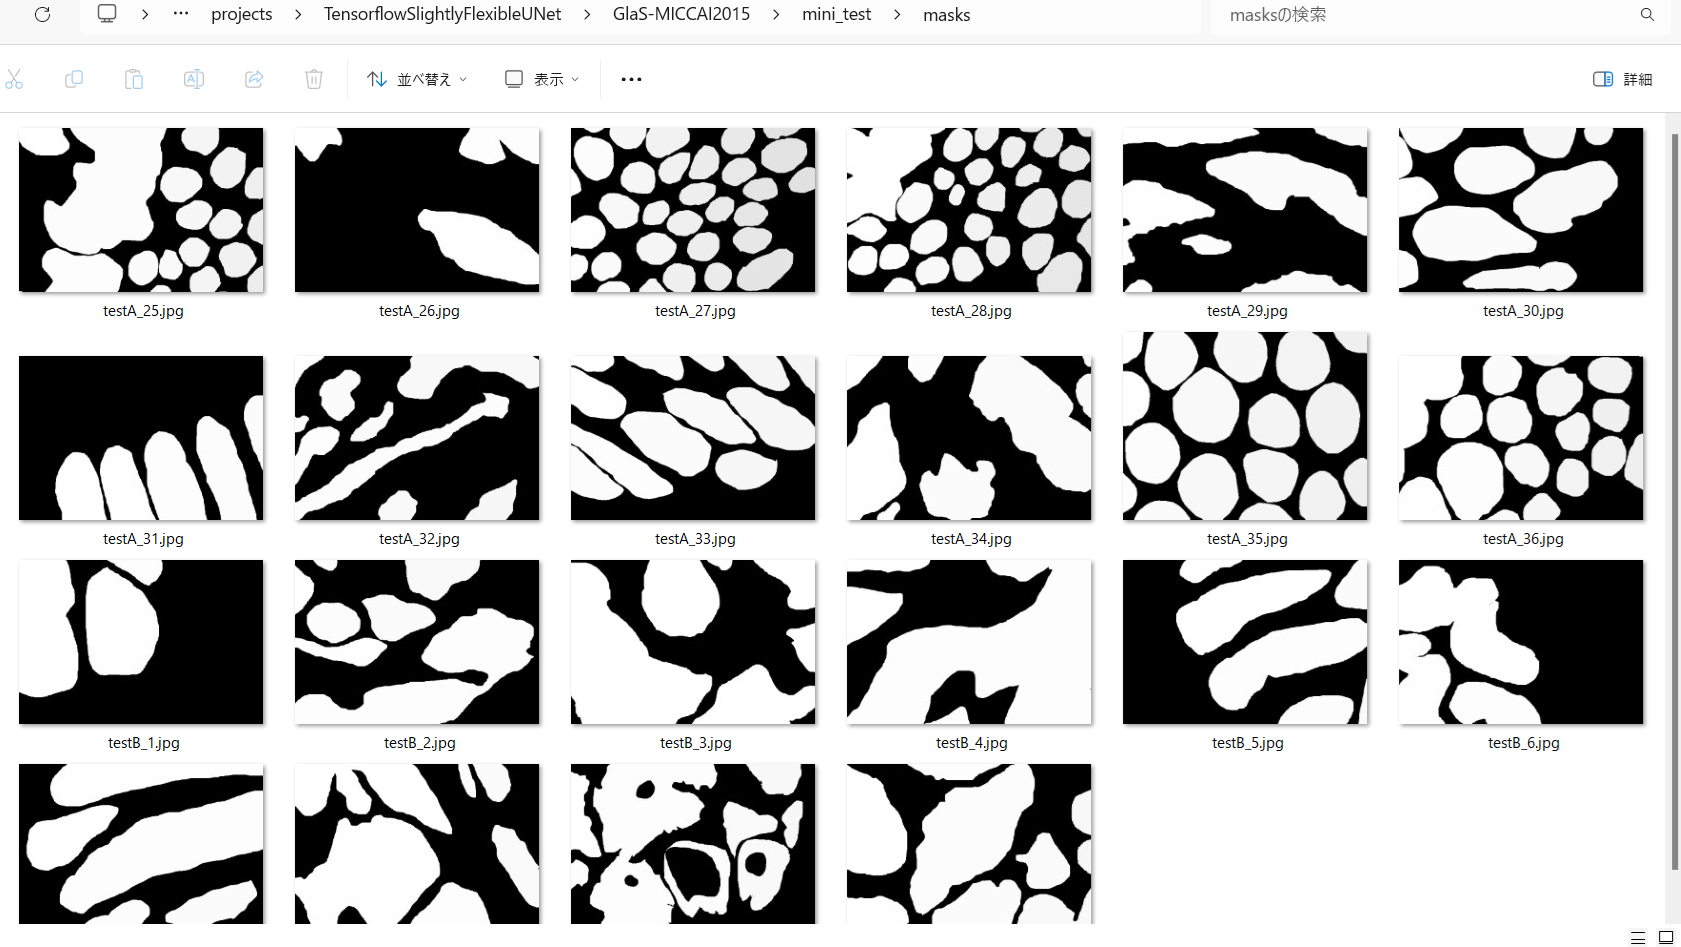 projects > TensorflowSlightlyFlexibleUNet > GlaS-MICCAI2015 > mini_test > masks
masksの検索
並べ替え
表示
詳細
testA_25.jpg
testA_26.jpg
testA_27.jpg
testA_28.jpg
testA_29.jpg
testA_30.jpg
testA_31.jpg
testA_32.jpg
testA_33.jpg
testA_34.jpg
testA_35.jpg
testA_36.jpg
testB_1.jpg
testB_2.jpg
testB_3.jpg
testB_4.jpg
testB_5.jpg
testB_6.jpg